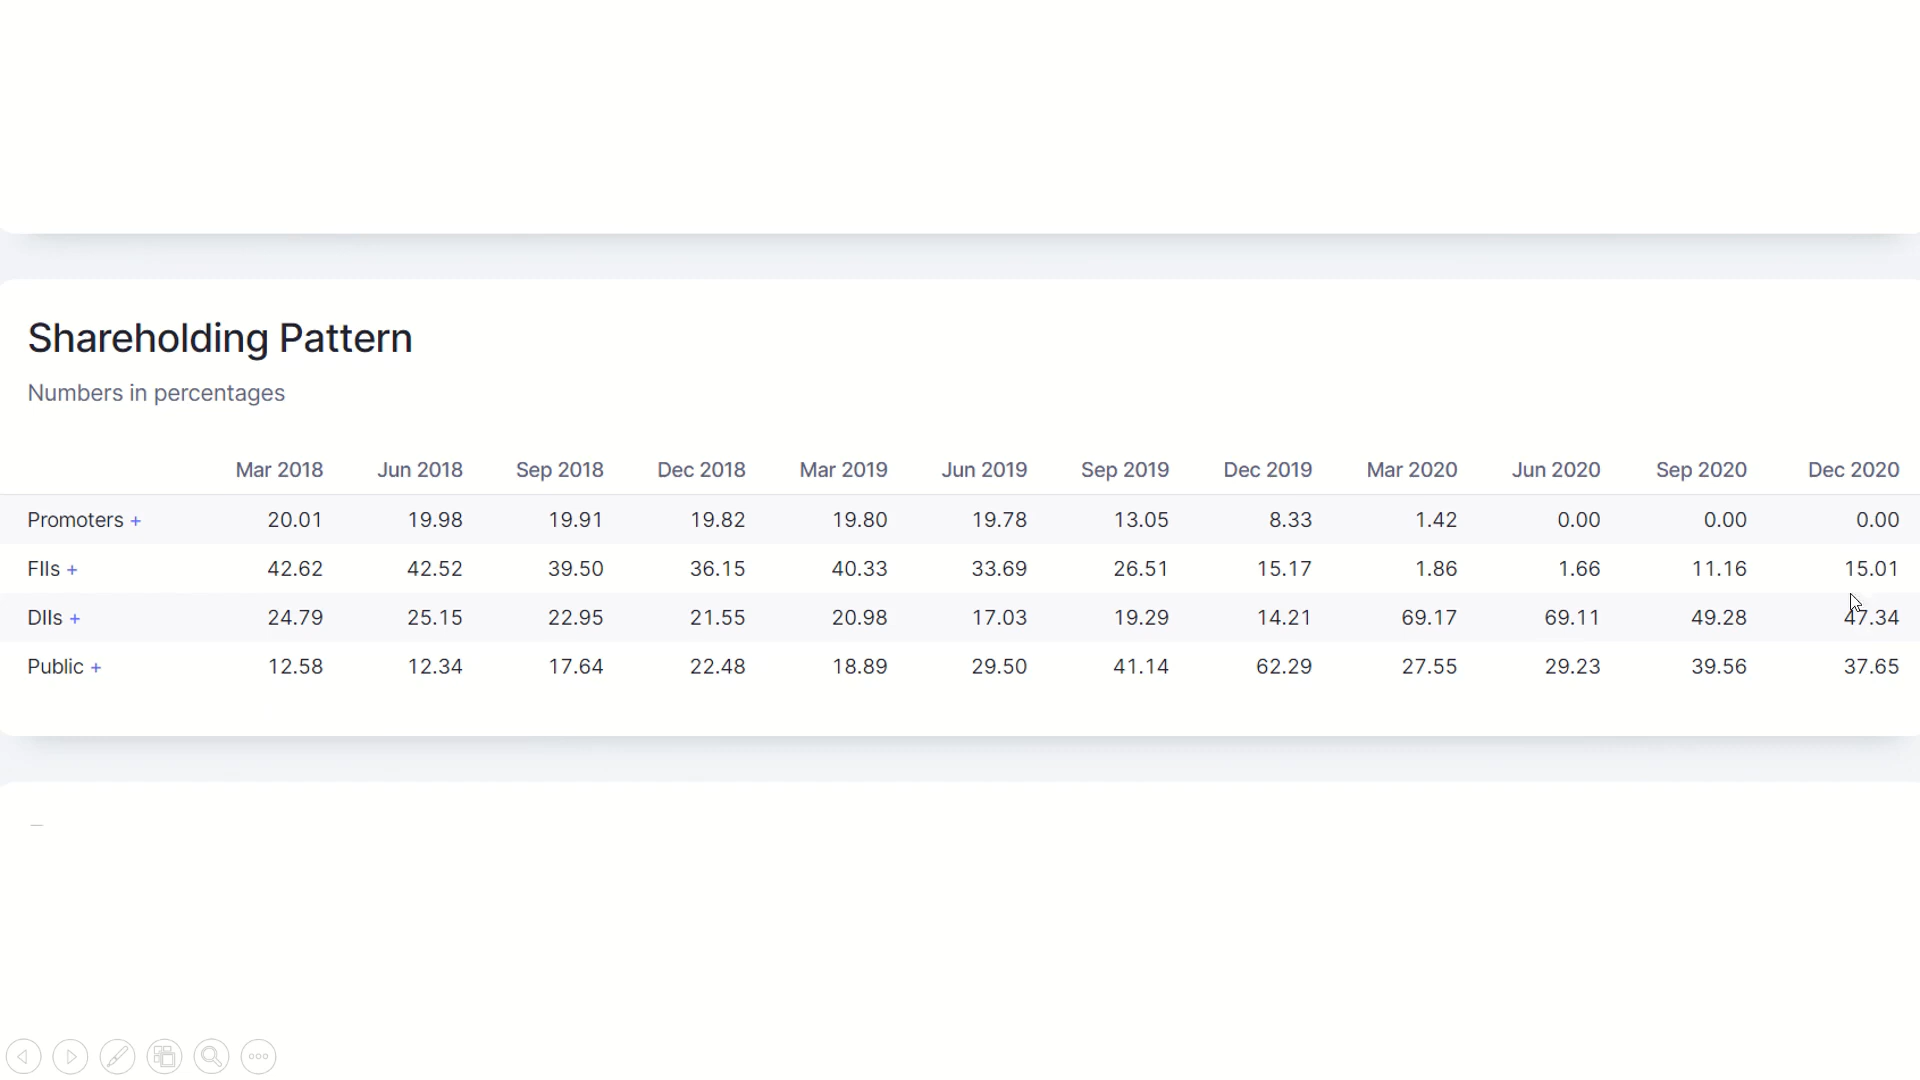 Shareholding Pattern
Numbers in percentages
Mar 2018 Jun 2018 Sep 2018 Dec 2018 Mar 2019 Jun 2019 Sep 2019 Dec 2019 Mar 2020 Jun 2020 Sep 2020 Dec 2020
Promoters + 20.01 19.98 19.91 19.82 19.80 19.78 13.05 8.33 1.42 0.00 0.00 0.00
FIIs + 42.62 42.52 39.50 36.15 40.33 33.69 26.51 15.17 1.86 1.66 11.16 15.01
DIIs + 24.79 25.15 22.95 21.55 20.98 17.03 19.29 14.21 69.17 69.11 49.28 47.34
Public + 12.58 12.34 17.64 22.48 18.89 29.50 41.14 62.29 27.55 29.23 39.56 37.65